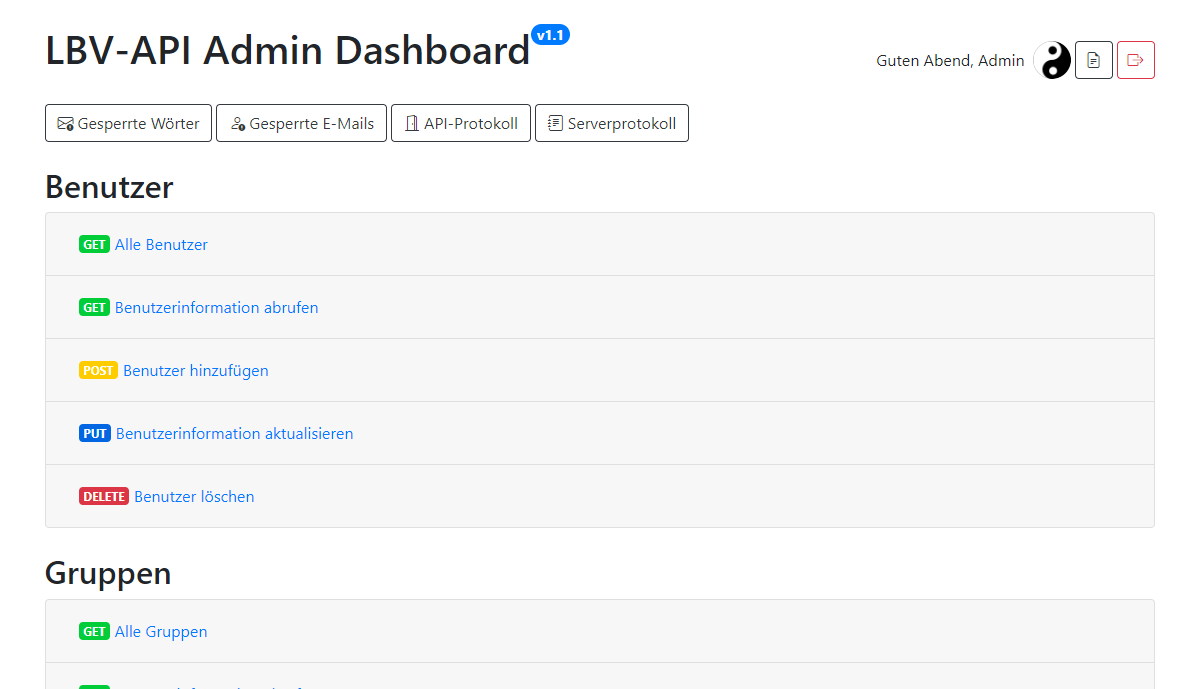 LBV-API Admin Dashboard v1.1
Guten Abend, Admin
Gesperrte Wörter Gesperrte E-Mails API-Protokoll Serverprotokoll
Benutzer
GET Alle Benutzer
GET Benutzerinformation abrufen
POST Benutzer hinzufügen
PUT Benutzerinformation aktualisieren
DELETE Benutzer löschen
Gruppen
GET Alle Gruppen